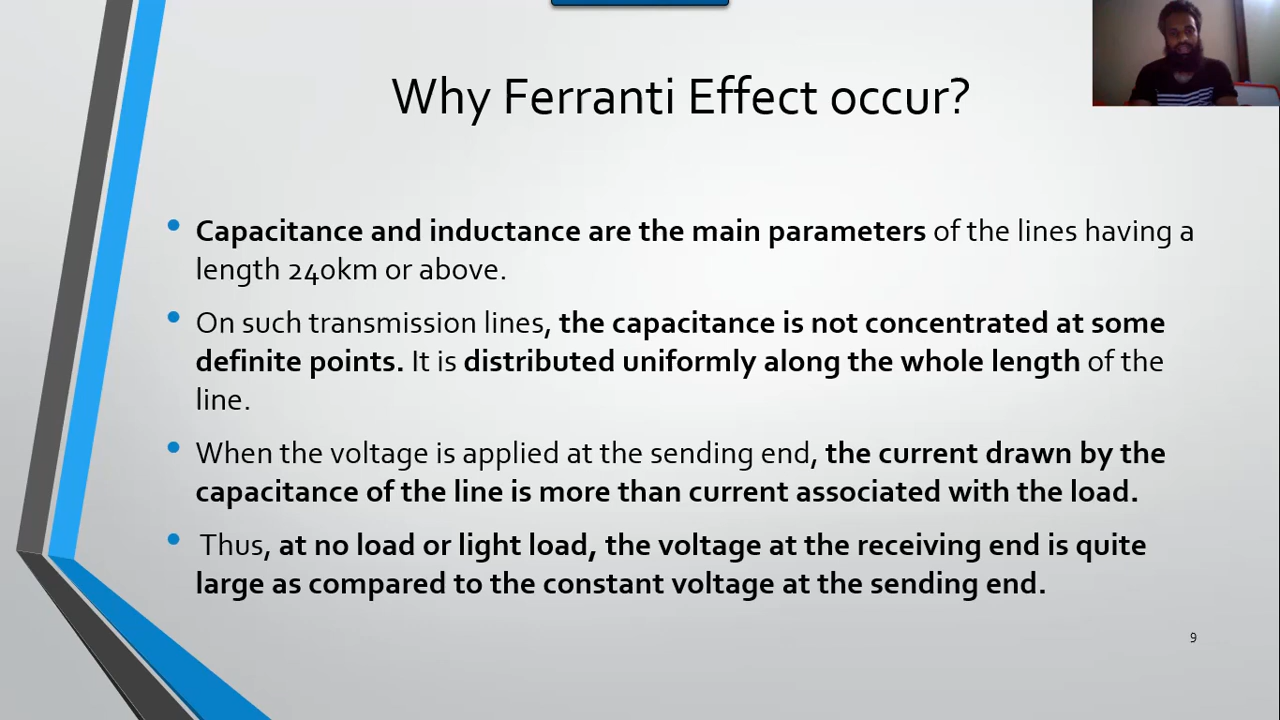 Why Ferranti Effect occur?
• Capacitance and inductance are the main parameters of the lines having a
length 240km or above.
• On such transmission lines, the capacitance is not concentrated at some
definite points. It is distributed uniformly along the whole length of the
line.
• When the voltage is applied at the sending end, the current drawn by the
capacitance of the line is more than current associated with the load.
• Thus, at no load or light load, the voltage at the receiving end is quite
large as compared to the constant voltage at the sending end.
9